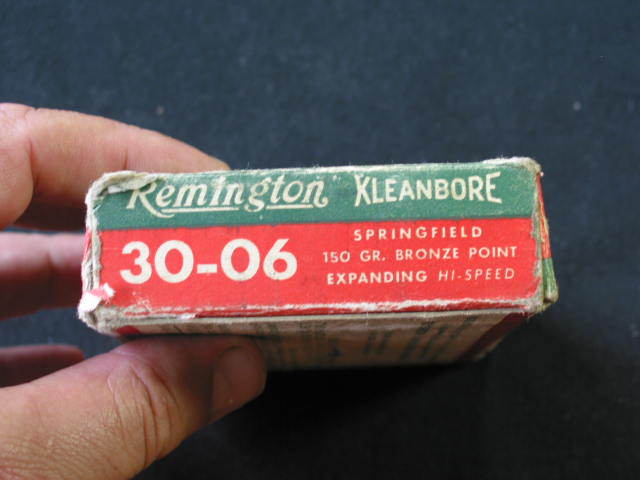 Remington KLEANBORE
30-06
SPRINGFIELD
150 GR. BRONZE POINT
EXPANDING HI-SPEED